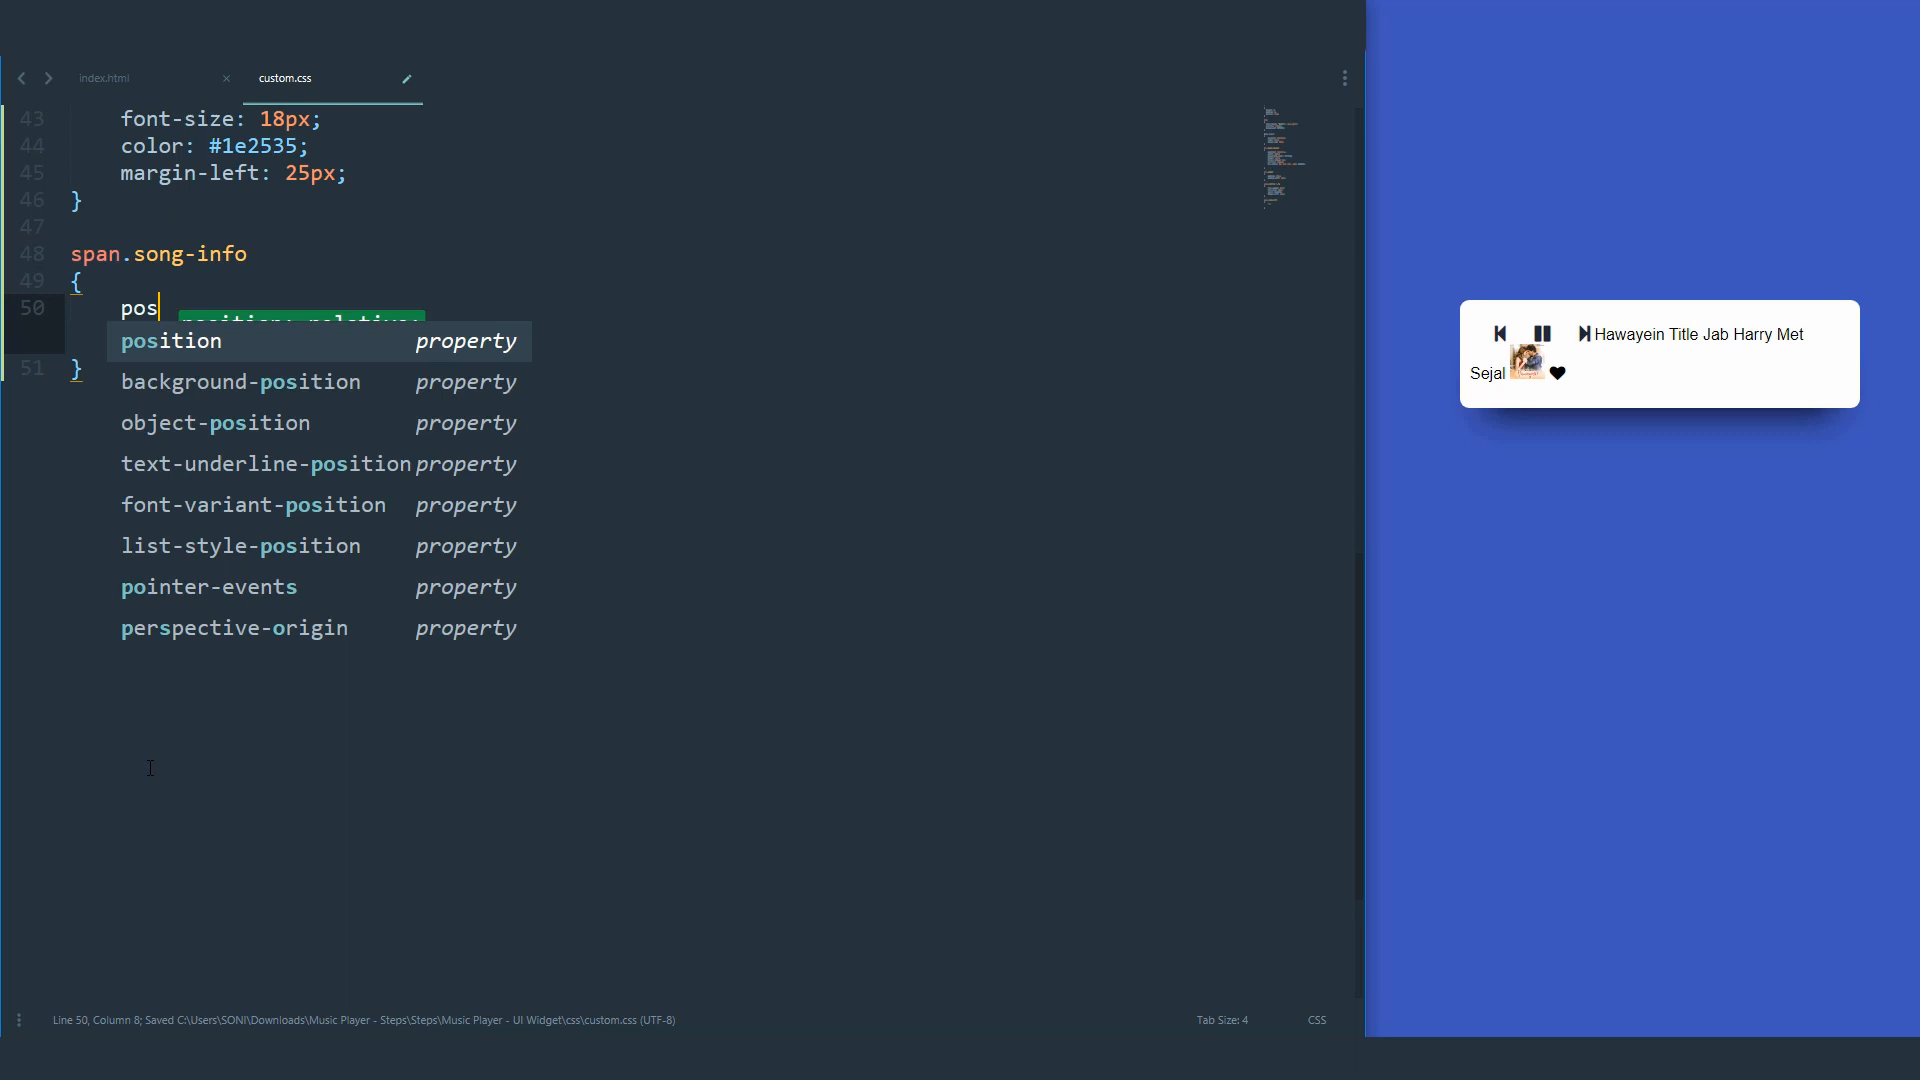 index.html
custom.css
43 font-size: 18px;
44 color: #1e2535;
45 margin-left: 25px;
46 }
47
48 span.song-info
49 {
50 pos
position: relative;
position property
background-position property
object-position property
text-underline-position property
font-variant-position property
list-style-position property
pointer-events property
perspective-origin property
51 }
Hawayein Title Jab Harry Met
Sejal
Line 50, Column 8; Saved C:\Users\SONI\Downloads\Music Player - Steps\Steps\Music Player - UI Widget\css\custom.css (UTF-8)
Tab Size: 4
CSS